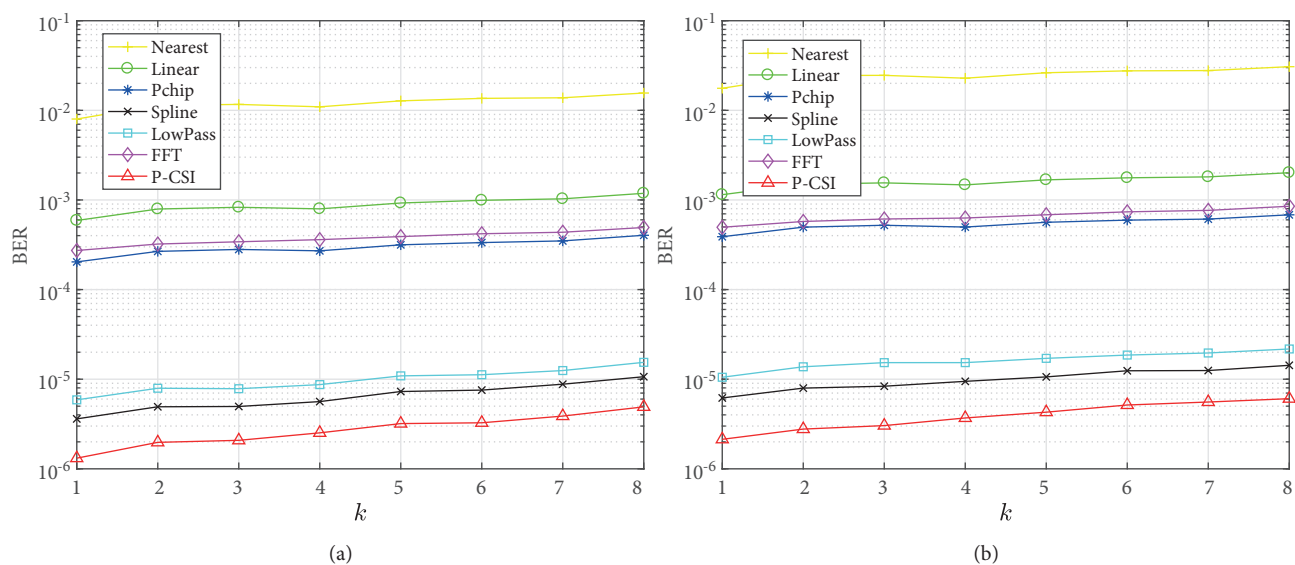 10^-1
10^-2
10^-3
10^-4
10^-5
10^-6
BER
Nearest
Linear
Pchip
Spline
LowPass
FFT
P-CSI
1 2 3 4 5 6 7 8
k
(a)
10^-1
10^-2
10^-3
10^-4
10^-5
10^-6
BER
Nearest
Linear
Pchip
Spline
LowPass
FFT
P-CSI
1 2 3 4 5 6 7 8
k
(b)